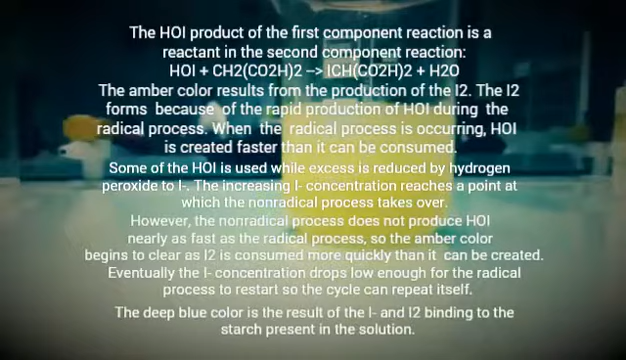 The HOI product of the first component reaction is a
reactant in the second component reaction:
HOI + CH2(CO2H)2 --> ICH(CO2H)2 + H2O
The amber color results from the production of the I2. The I2
forms because of the rapid production of HOI during the
radical process. When the radical process is occurring, HOI
is created faster than it can be consumed.
Some of the HOI is used while excess is reduced by hydrogen
peroxide to I-. The increasing I- concentration reaches a point at
which the nonradical process takes over.
However, the nonradical process does not produce HOI
nearly as fast as the radical process, so the amber color
begins to clear as I2 is consumed more quickly than it can be created.
Eventually the I- concentration drops low enough for the radical
process to restart so the cycle can repeat itself.
The deep blue color is the result of the I- and I2 binding to the
starch present in the solution.